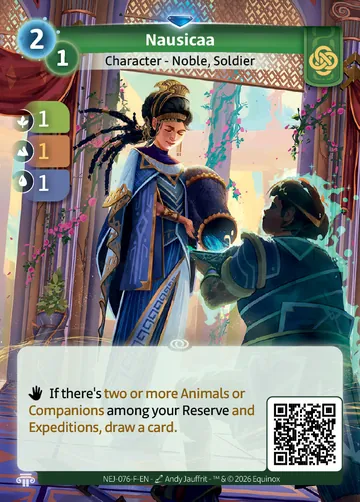 2
1
Nausicaa
Character - Noble, Soldier
1
1
1
If there's two or more Animals or
Companions among your Reserve and
Expeditions, draw a card.
NEJ-076-F-EN - Andy Jauffrit - ™ & © 2026 Equinox